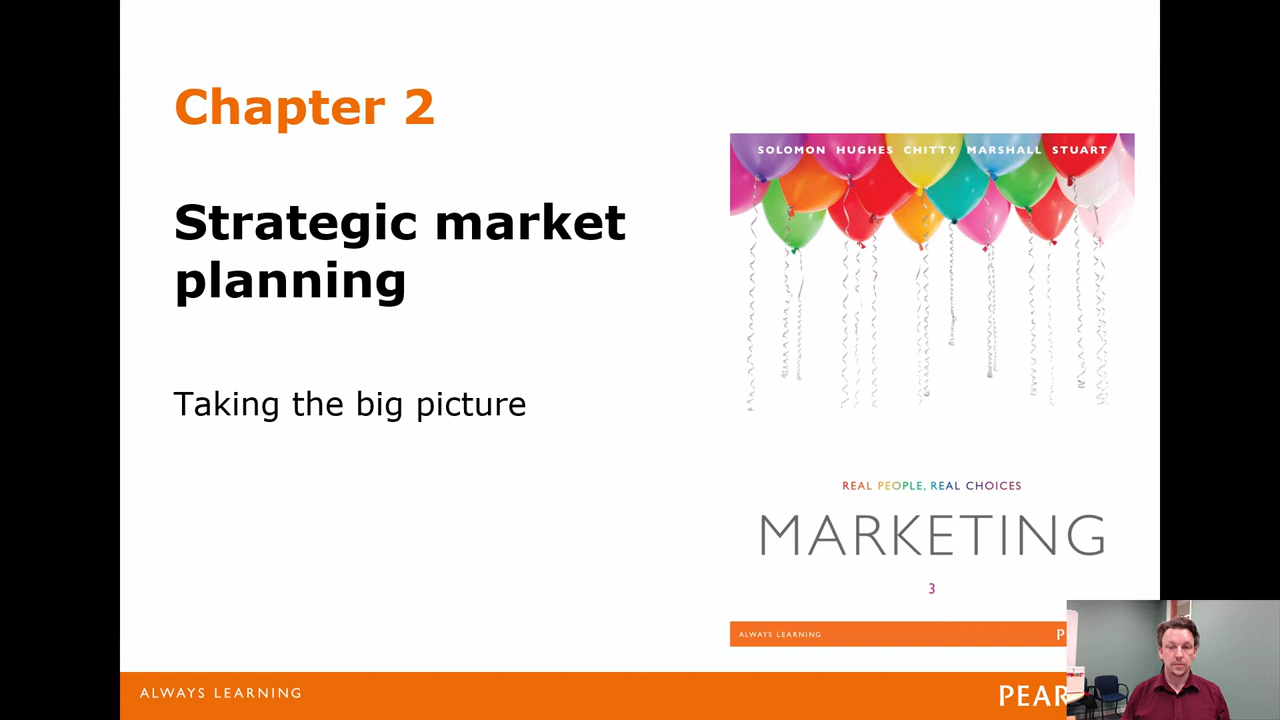 Chapter 2
Strategic market
planning
Taking the big picture
SOLOMON HUGHES CHITTY MARSHALL STUART
REAL PEOPLE, REAL CHOICES
MARKETING
3
ALWAYS LEARNING P
ALWAYS LEARNING PEAR